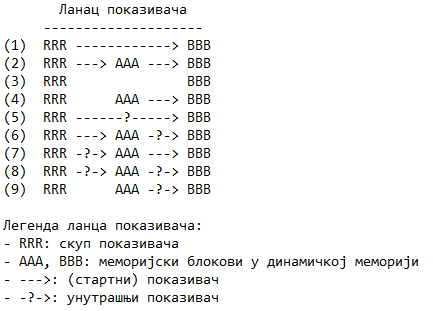 Ланац показивача
--------------------
(1)  RRR ------------> BBB
(2)  RRR ---> AAA ---> BBB
(3)  RRR               BBB
(4)  RRR      AAA ---> BBB
(5)  RRR ------?-----> BBB
(6)  RRR ---> AAA -?-> BBB
(7)  RRR -?-> AAA ---> BBB
(8)  RRR -?-> AAA -?-> BBB
(9)  RRR      AAA -?-> BBB
Легенда ланца показивача:
- RRR: скуп показивача
- AAA, BBB: меморијски блокови у динамичкој меморији
- --->: (стартни) показивач
- -?->: унутрашњи показивач